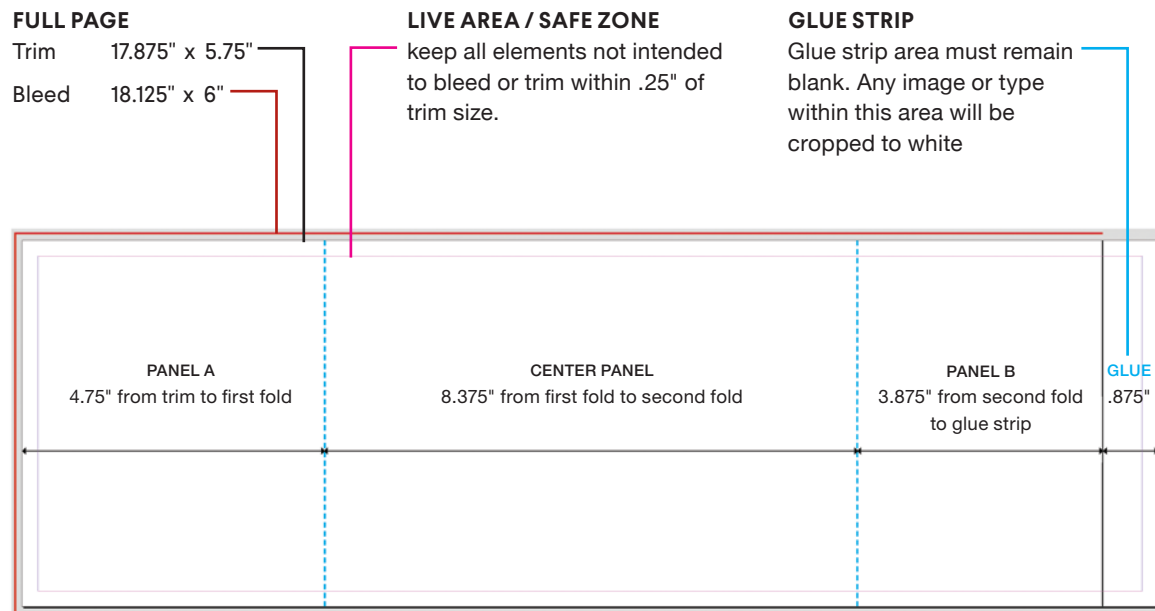 FULL PAGE
Trim 17.875" x 5.75"
Bleed 18.125" x 6"
LIVE AREA / SAFE ZONE
keep all elements not intended
to bleed or trim within .25" of
trim size.
GLUE STRIP
Glue strip area must remain
blank. Any image or type
within this area will be
cropped to white
PANEL A
4.75" from trim to first fold
CENTER PANEL
8.375" from first fold to second fold
PANEL B
3.875" from second fold
to glue strip
GLUE
.875"